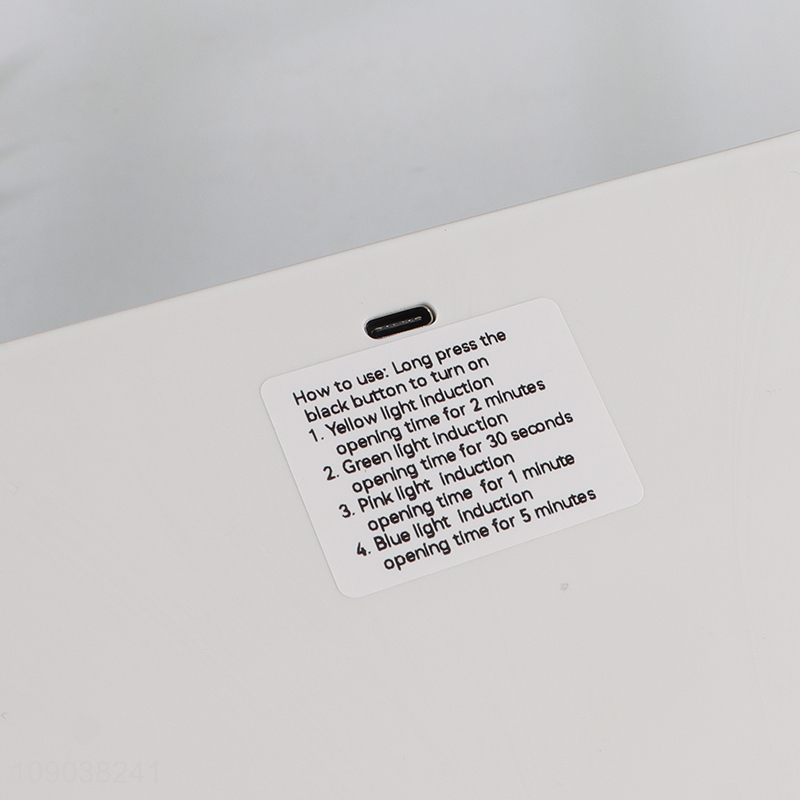 How to use: Long press the
black button to turn on
1. Yellow light induction
opening time for 2 minutes
2. Green light induction
opening time for 30 seconds
3. Pink light induction
opening time for 1 minute
4. Blue light induction
opening time for 5 minutes
109038241